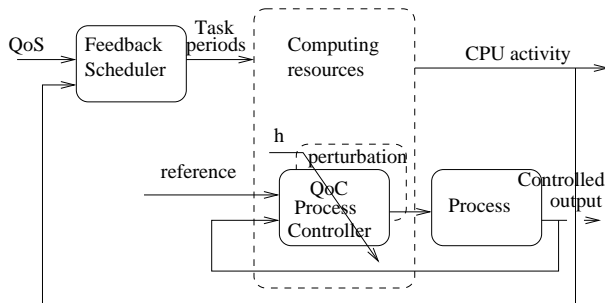 QoS
Feedback
Scheduler
Task
periods
Computing
resources
CPU activity
h
perturbation
reference
QoC
Process
Controller
Process
Controlled
output